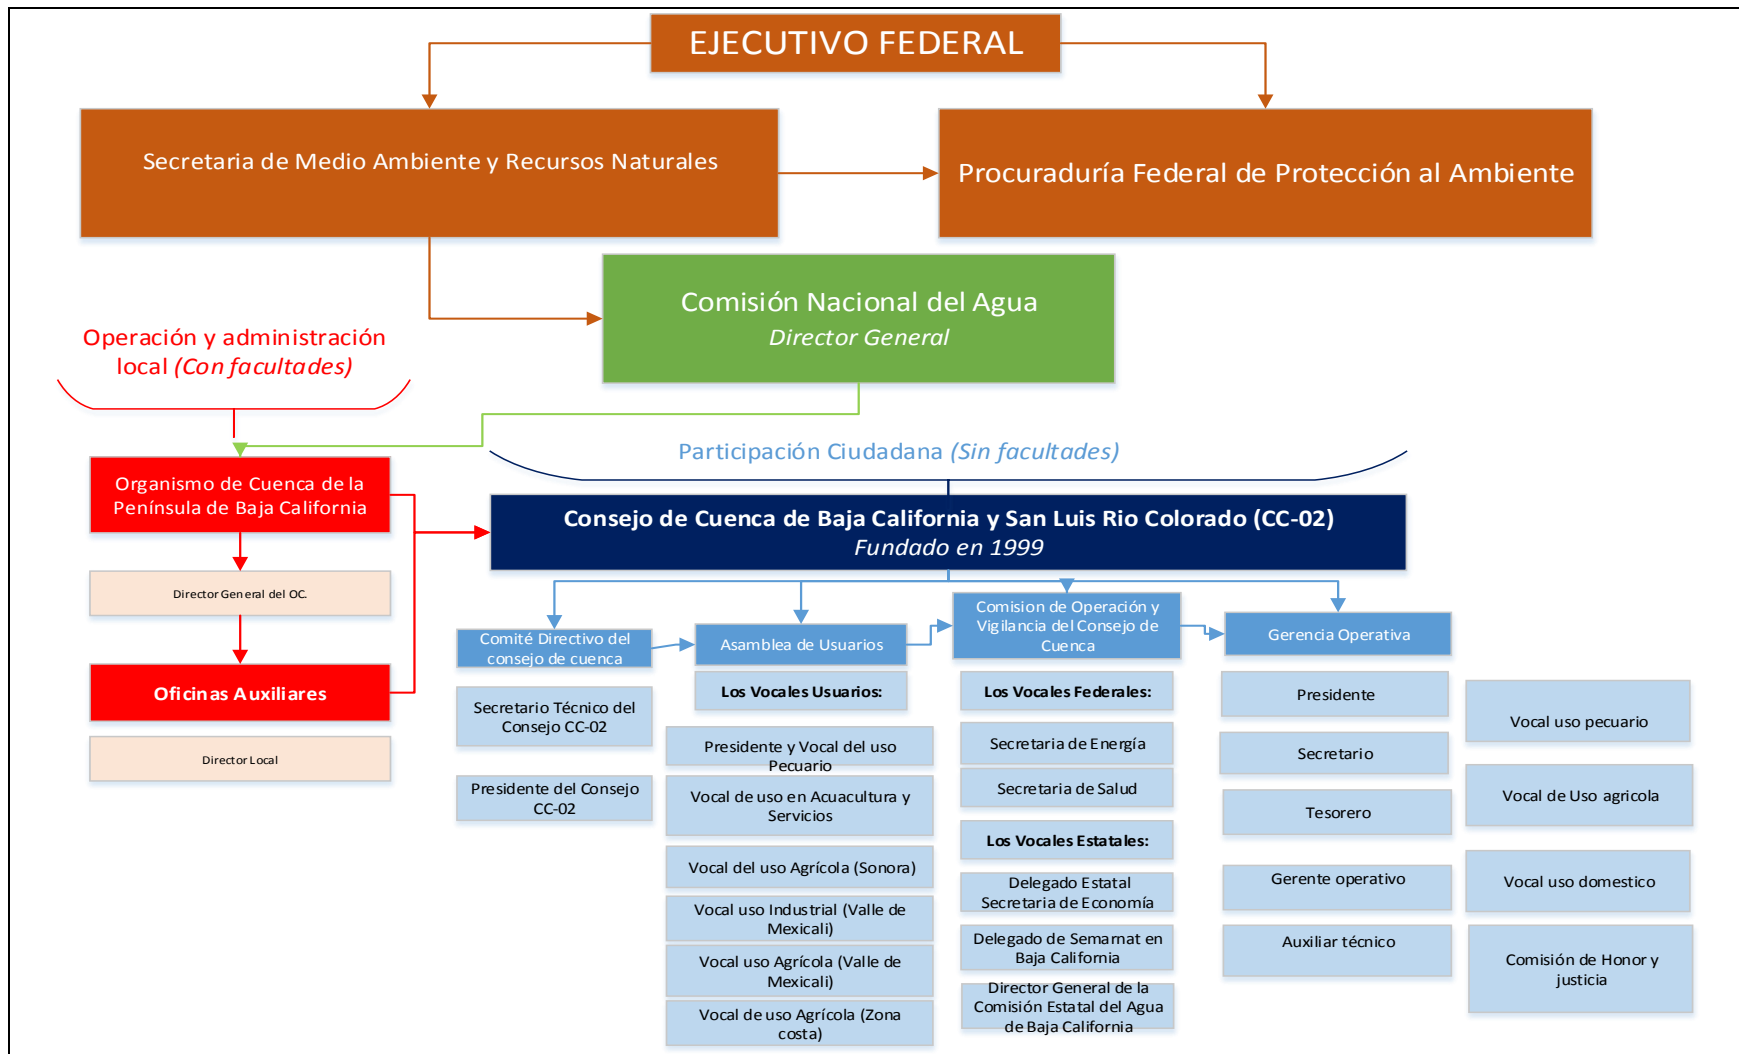 EJECUTIVO FEDERAL
Secretaria de Medio Ambiente y Recursos Naturales
Procuraduría Federal de Protección al Ambiente
Comisión Nacional del Agua
Director General
Operación y administración
local (Con facultades)
Participación Ciudadana (Sin facultades)
Organismo de Cuenca de la
Península de Baja California
Director General del OC.
Oficinas Auxiliares
Director Local
Consejo de Cuenca de Baja California y San Luis Rio Colorado (CC-02)
Fundado en 1999
Comité Directivo del
consejo de cuenca
Secretario Técnico del
Consejo CC-02
Presidente del Consejo
CC-02
Asamblea de Usuarios
Los Vocales Usuarios:
Presidente y Vocal del uso
Pecuario
Vocal de uso en Acuacultura y
Servicios
Vocal del uso Agrícola (Sonora)
Vocal uso Industrial (Valle de
Mexicali)
Vocal uso Agrícola (Valle de
Mexicali)
Vocal de uso Agrícola (Zona
costa)
Comision de Operación y
Vigilancia del Consejo de
Cuenca
Los Vocales Federales:
Secretaria de Energía
Secretaria de Salud
Los Vocales Estatales:
Delegado Estatal
Secretaria de Economía
Delegado de Semarnat en
Baja California
Director General de la
Comisión Estatal del Agua
de Baja California
Gerencia Operativa
Presidente
Secretario
Tesorero
Gerente operativo
Auxiliar técnico
Vocal uso pecuario
Vocal de Uso agricola
Vocal uso domestico
Comisión de Honor y
justicia